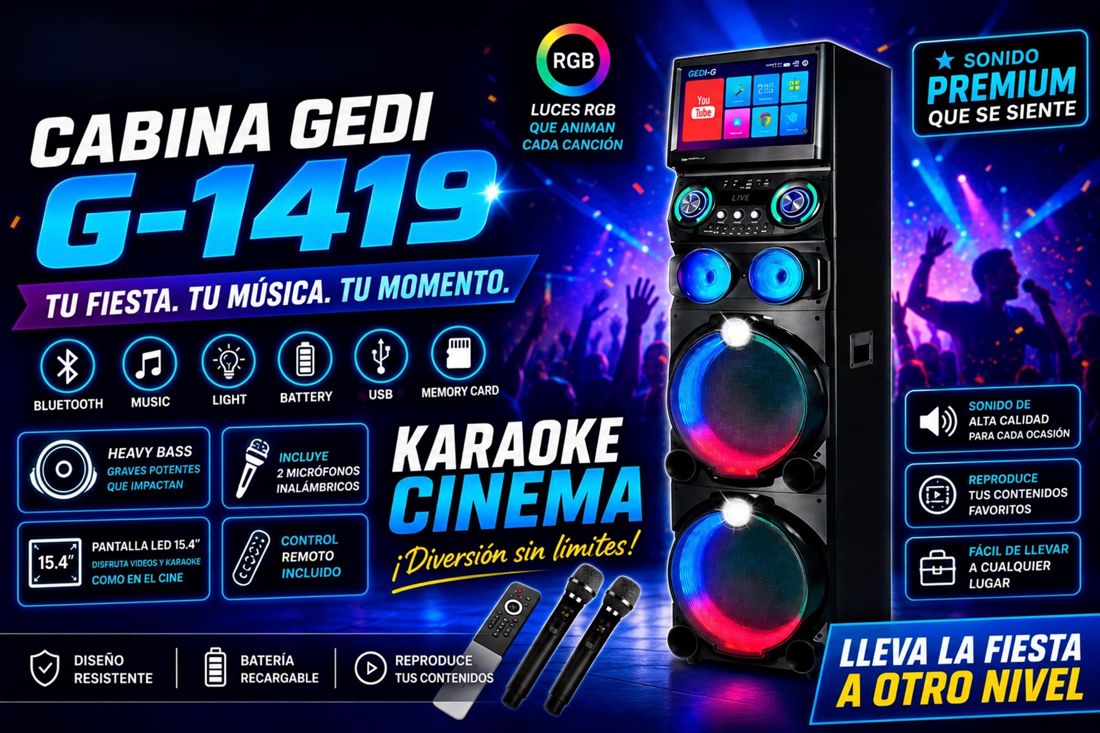 CABINA GEDI
G-1419
TU FIESTA. TU MÚSICA. TU MOMENTO.
BLUETOOTH
MUSIC
LIGHT
BATTERY
USB
MEMORY CARD
HEAVY BASS
GRAVES POTENTES
QUE IMPACTAN
INCLUYE
2 MICRÓFONOS
INALÁMBRICOS
15.4"
PANTALLA LED 15.4"
DISFRUTA VIDEOS Y KARAOKE
COMO EN EL CINE
CONTROL
REMOTO
INCLUIDO
DISEÑO
RESISTENTE
BATERÍA
RECARGABLE
REPRODUCE
TUS CONTENIDOS
KARAOKE
CINEMA
¡Diversión sin límites!
RGB
LUCES RGB
QUE ANIMAN
CADA CANCIÓN
GEDI-G
You
Tube
LIVE
SONIDO
PREMIUM
QUE SE SIENTE
SONIDO DE
ALTA CALIDAD
PARA CADA OCASIÓN
REPRODUCE
TUS CONTENIDOS
FAVORITOS
FÁCIL DE LLEVAR
A CUALQUIER
LUGAR
LLEVA LA FIESTA
A OTRO NIVEL